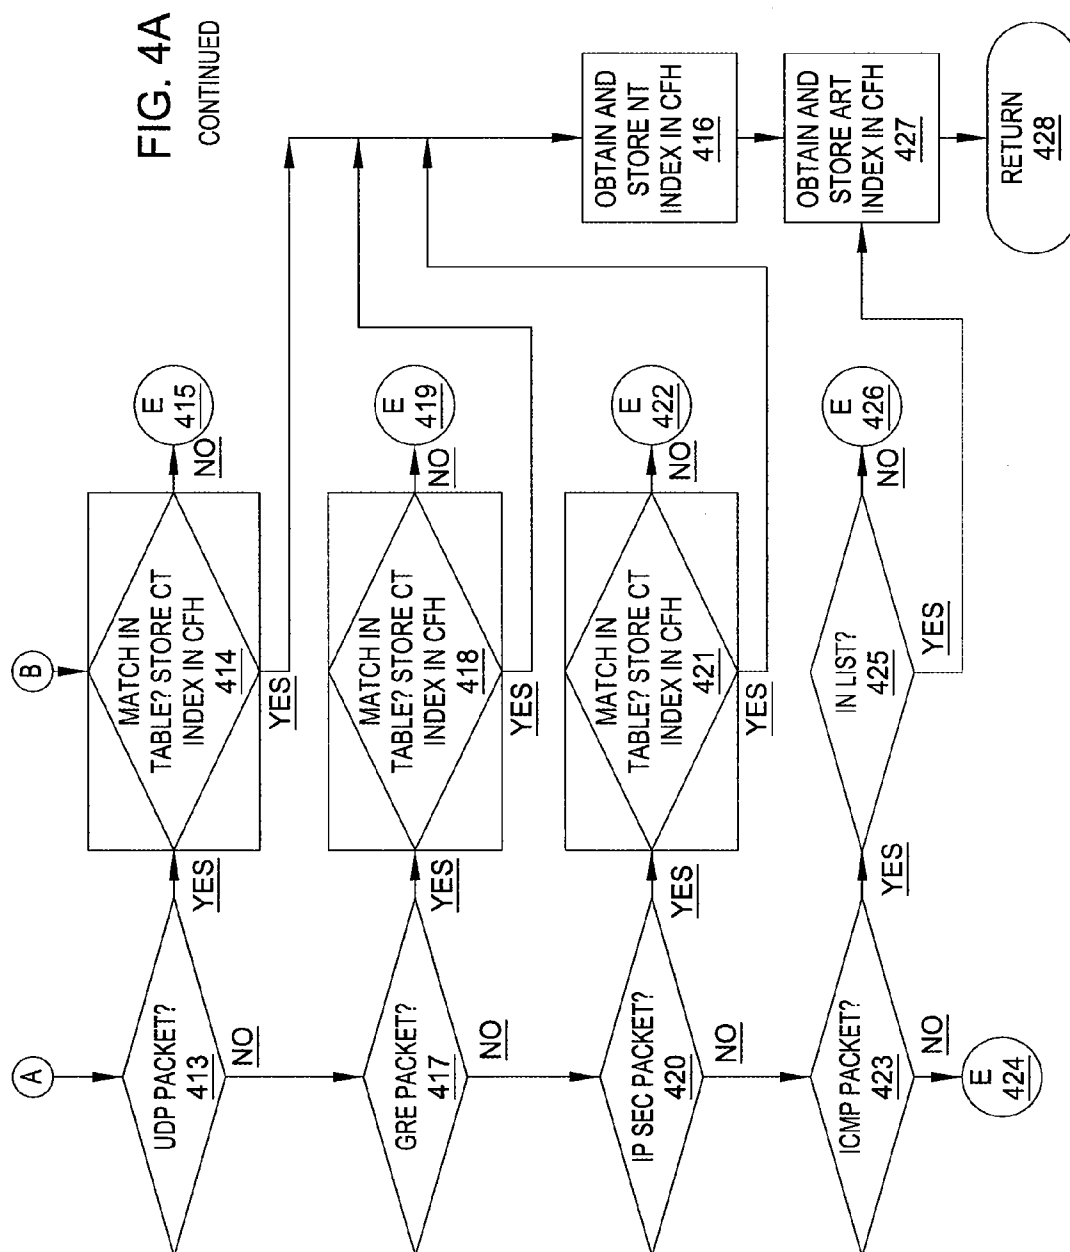 FIG. 4A
CONTINUED
A
B
UDP PACKET?
413
YES
NO
MATCH IN
TABLE? STORE CT
INDEX IN CFH
414
NO
E
415
YES
GRE PACKET?
417
YES
NO
MATCH IN
TABLE? STORE CT
INDEX IN CFH
418
NO
E
419
YES
IP SEC PACKET?
420
YES
NO
MATCH IN
TABLE? STORE CT
INDEX IN CFH
421
NO
E
422
YES
ICMP PACKET?
423
YES
NO
E
424
IN LIST?
425
NO
E
426
YES
OBTAIN AND
STORE NT
INDEX IN CFH
416
OBTAIN AND
STORE ART
INDEX IN CFH
427
RETURN
428